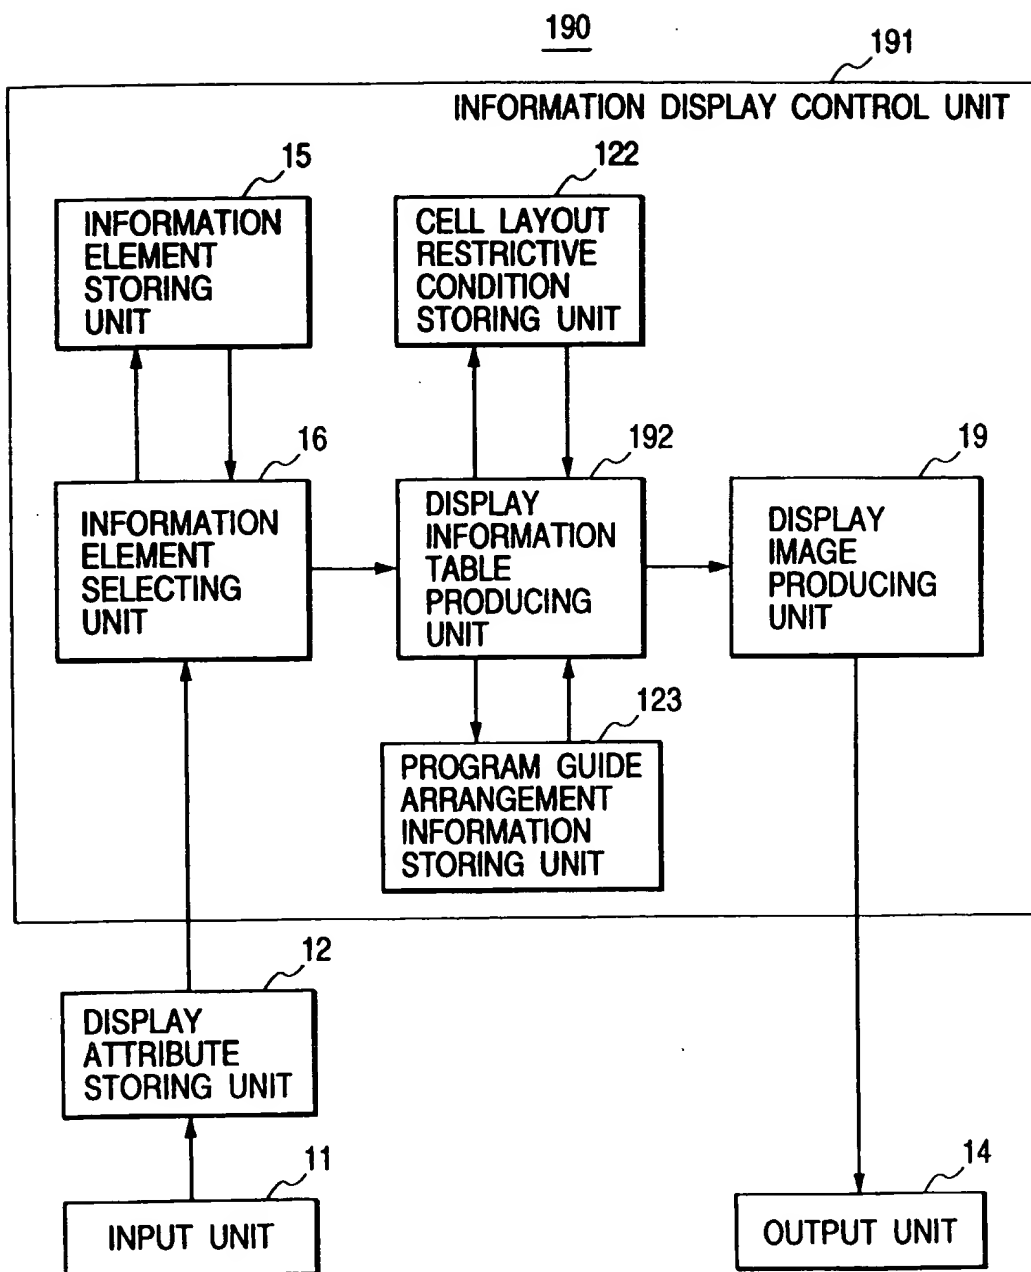 190
191
INFORMATION DISPLAY CONTROL UNIT
15
INFORMATION
ELEMENT
STORING
UNIT
122
CELL LAYOUT
RESTRICTIVE
CONDITION
STORING UNIT
16
INFORMATION
ELEMENT
SELECTING
UNIT
192
DISPLAY
INFORMATION
TABLE
PRODUCING
UNIT
19
DISPLAY
IMAGE
PRODUCING
UNIT
123
PROGRAM GUIDE
ARRANGEMENT
INFORMATION
STORING UNIT
12
DISPLAY
ATTRIBUTE
STORING UNIT
11
INPUT UNIT
14
OUTPUT UNIT